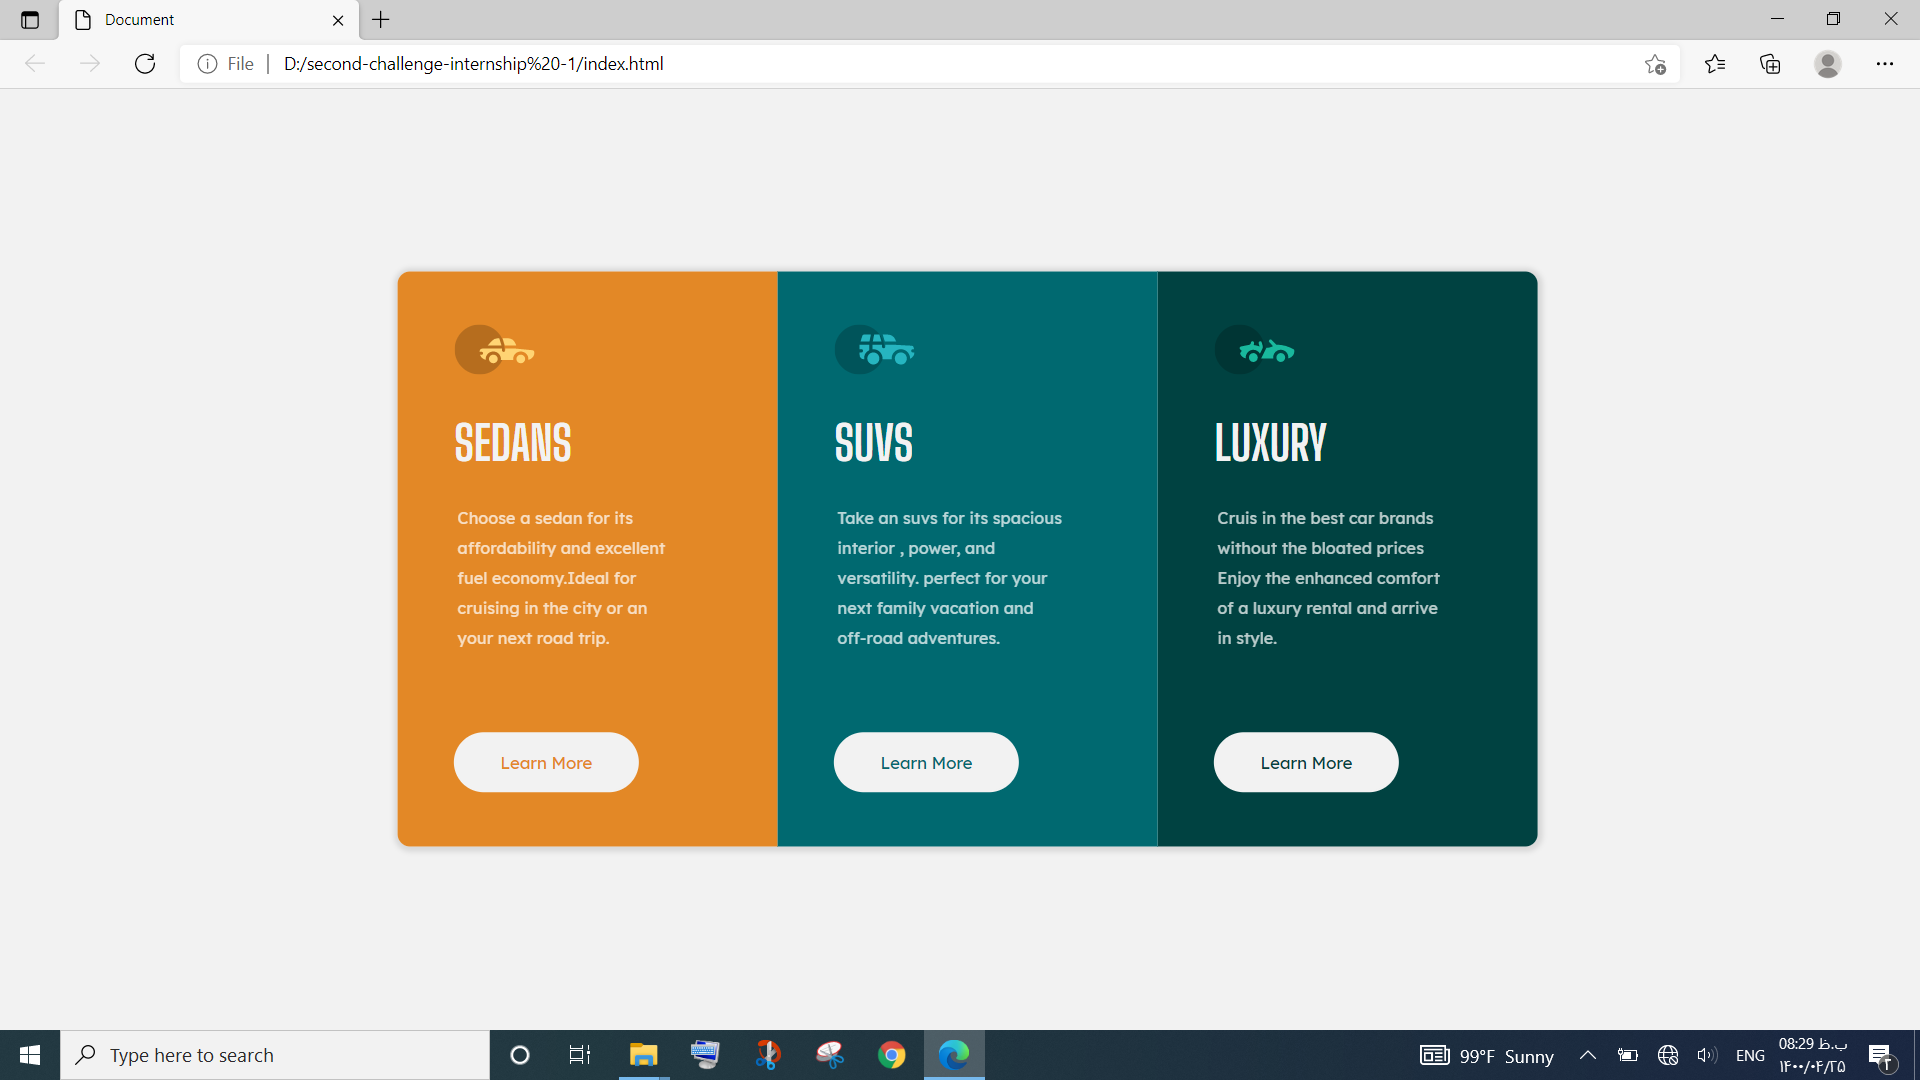 Document
File
D:/second-challenge-internship%20-1/index.html
SEDANS
Choose a sedan for its
affordability and excellent
fuel economy.Ideal for
cruising in the city or an
your next road trip.
Learn More
SUVS
Take an suvs for its spacious
interior , power, and
versatility. perfect for your
next family vacation and
off-road adventures.
Learn More
LUXURY
Cruis in the best car brands
without the bloated prices
Enjoy the enhanced comfort
of a luxury rental and arrive
in style.
Learn More
Type here to search
99°F Sunny
ENG
08:29 ب.ظ
۱۴۰۰/۰۴/۲۵
۲